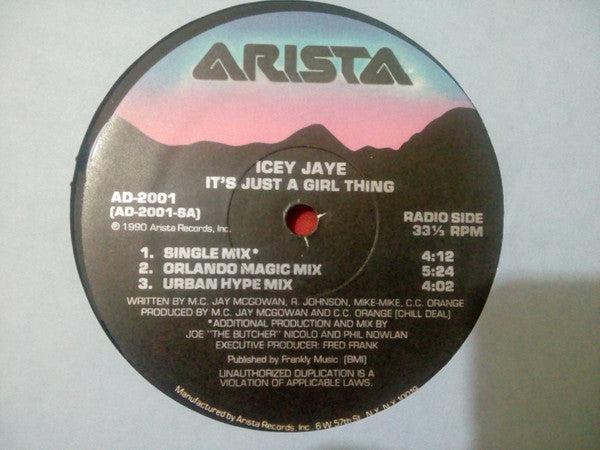 ARISTA
ICEY JAYE
IT'S JUST A GIRL THING
AD-2001
(AD-2001-SA)
℗ 1990 Arista Records, Inc.
RADIO SIDE
33⅓ RPM
1. SINGLE MIX* 4:12
2. ORLANDO MAGIC MIX 5:24
3. URBAN HYPE MIX 4:02
WRITTEN BY M.C. JAY MCGOWAN, R. JOHNSON, MIKE-MIKE, C.C. ORANGE
PRODUCED BY M.C. JAY MCGOWAN AND C.C. ORANGE (CHILL DEAL)
*ADDITIONAL PRODUCTION AND MIX BY
JOE "THE BUTCHER" NICOLO AND PHIL NOWLAN
EXECUTIVE PRODUCER: FRED FRANK
Published by Frankly Music (BMI)
UNAUTHORIZED DUPLICATION IS A
VIOLATION OF APPLICABLE LAWS.
Manufactured by Arista Records, Inc., 6 W 57th St., N.Y., N.Y. 10019